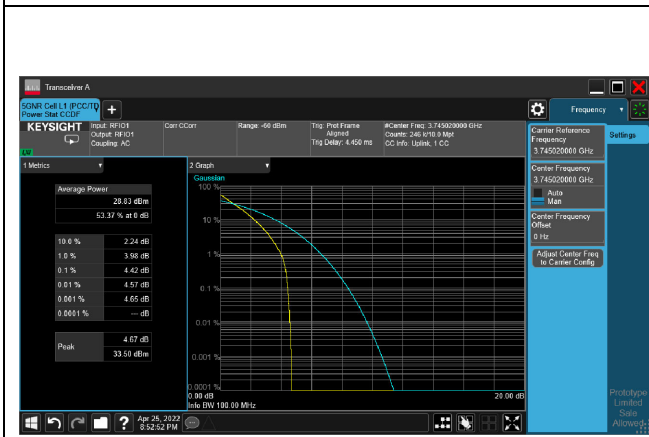 Transceiver A
5GNR Cell L1 (PCC/TD
Power Stat CCDF
Frequency
KEYSIGHT
Input: RFIO1
Output: RFIO1
Coupling: AC
Corr CCorr
Range: -60 dBm
Trig: Prot Frame
Aligned
Trig Delay: 4.450 ms
#Center Freq: 3.745020000 GHz
Counts: 246 k/10.0 Mpt
CC Info: Uplink, 1 CC
1 Metrics
Average Power
28.83 dBm
53.37 % at 0 dB
10.0 % 2.24 dB
1.0 % 3.98 dB
0.1 % 4.42 dB
0.01 % 4.57 dB
0.001 % 4.65 dB
0.0001 % --- dB
Peak
4.67 dB
33.50 dBm
2 Graph
Gaussian
100 %
10 %
1 %
0.1 %
0.01 %
0.001 %
0.0001 %
0.00 dB 20.00 dB
Info BW 100.00 MHz
Carrier Reference
Frequency
3.745020000 GHz
Center Frequency
3.745020000 GHz
Auto
Man
Center Frequency
Offset
0 Hz
Adjust Center Freq
to Carrier Config
Settings
Prototype
Limited
Sale
Allowed
?
Apr 25, 2022
8:52:52 PM